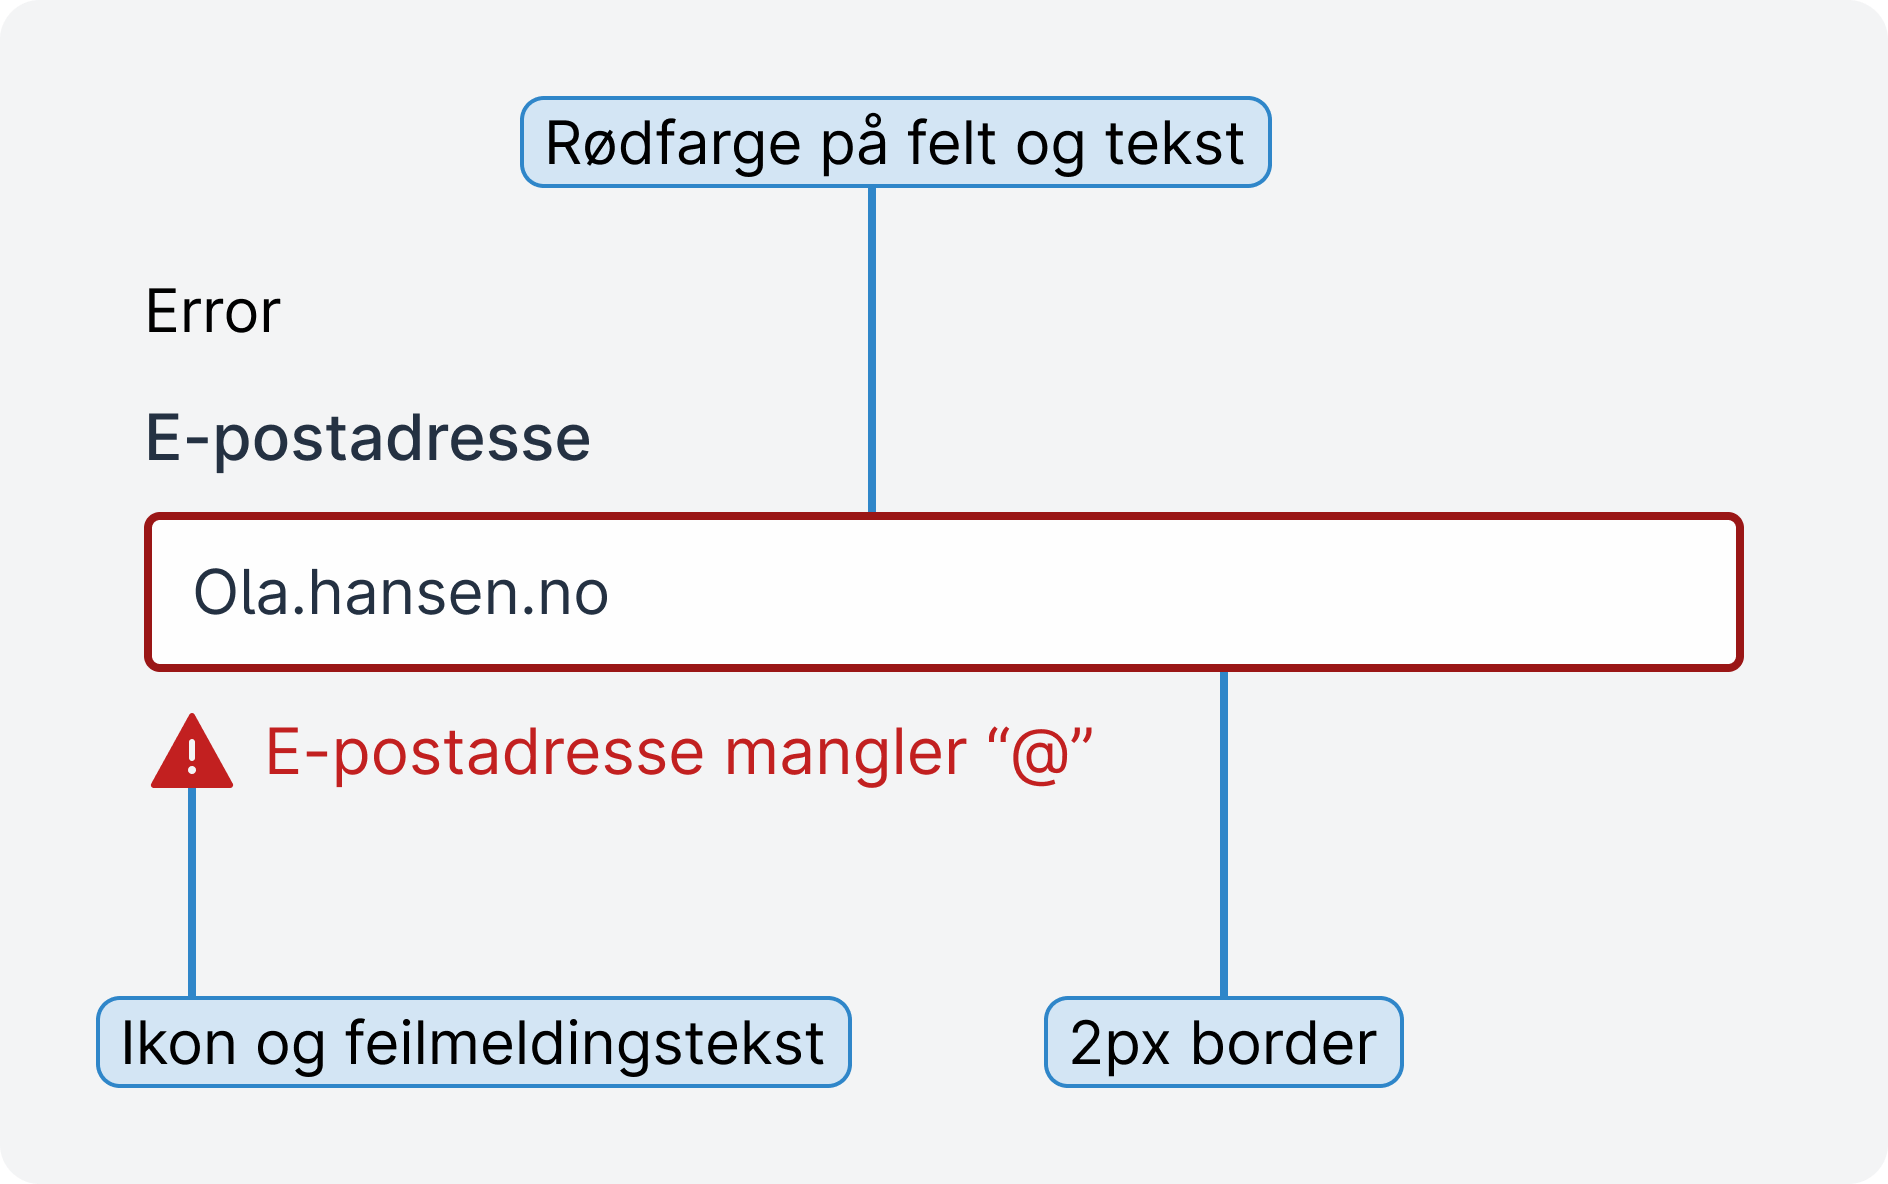 Rødfarge på felt og tekst
Error
E-postadresse
Ola.hansen.no
E-postadresse mangler “@”
Ikon og feilmeldingstekst
2px border